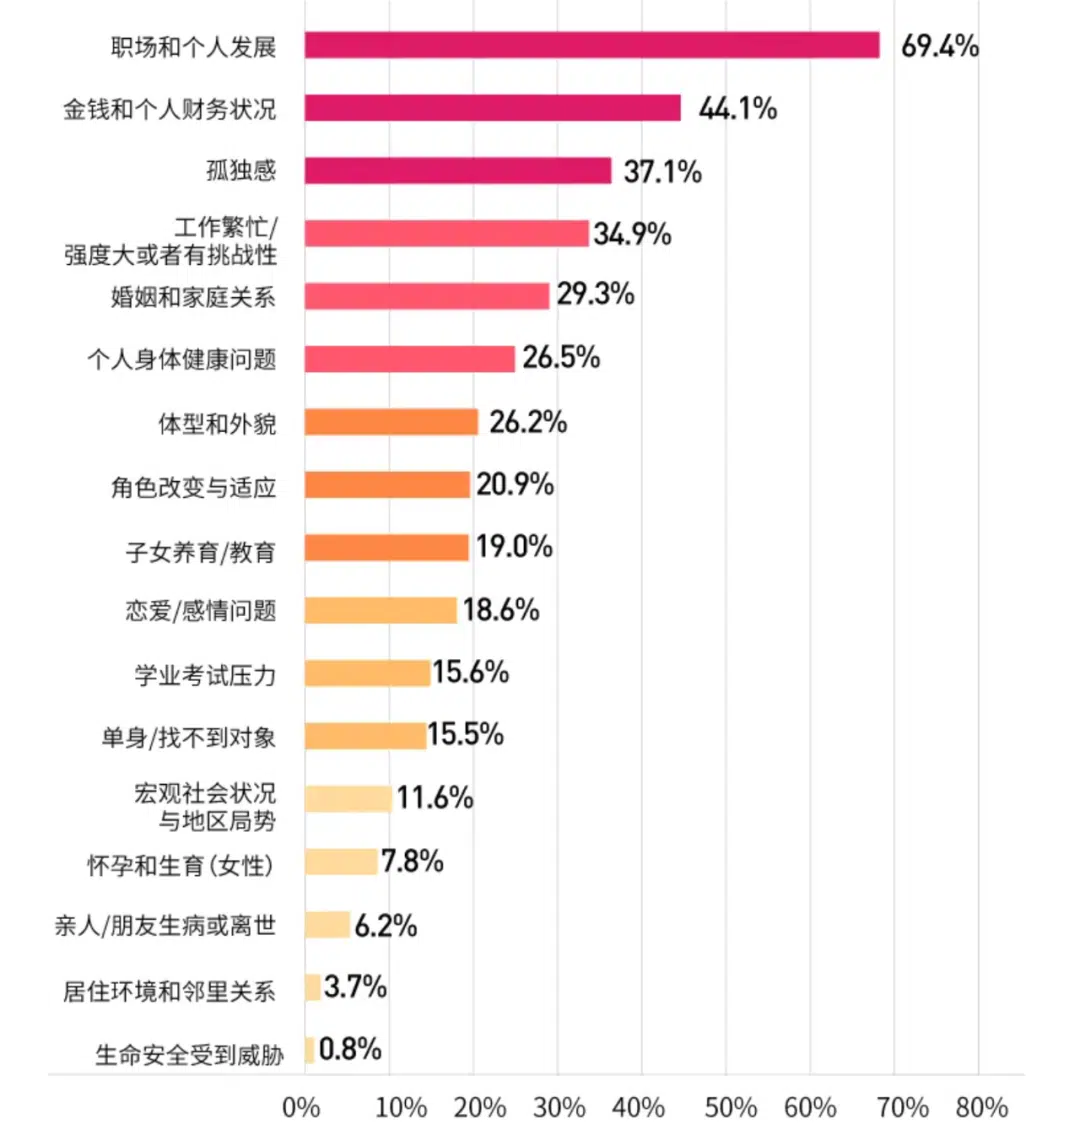 职场和个人发展 69.4%
金钱和个人财务状况 44.1%
孤独感 37.1%
工作繁忙/
强度大或者有挑战性 34.9%
婚姻和家庭关系 29.3%
个人身体健康问题 26.5%
体型和外貌 26.2%
角色改变与适应 20.9%
子女养育/教育 19.0%
恋爱/感情问题 18.6%
学业考试压力 15.6%
单身/找不到对象 15.5%
宏观社会状况
与地区局势 11.6%
怀孕和生育(女性) 7.8%
亲人/朋友生病或离世 6.2%
居住环境和邻里关系 3.7%
生命安全受到威胁 0.8%
0% 10% 20% 30% 40% 50% 60% 70% 80%